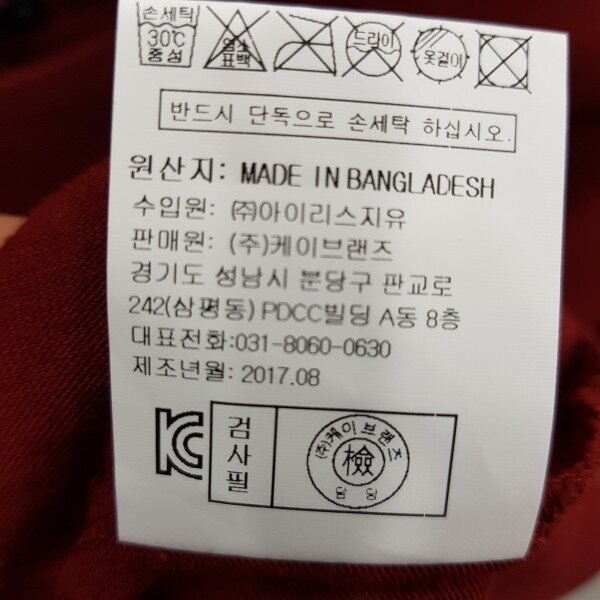 손세탁
30℃
중성
염소
표백
드라이
옷걸이
반드시 단독으로 손세탁 하십시오.
원산지: MADE IN BANGLADESH
수입원: ㈜아이리스지유
판매원: (주)케이브랜즈
경기도 성남시 분당구 판교로
242(삼평동) PDCC빌딩 A동 8층
대표전화:031-8060-0630
제조년월: 2017.08
KC
검사필
(주)케이브랜즈
檢
담당